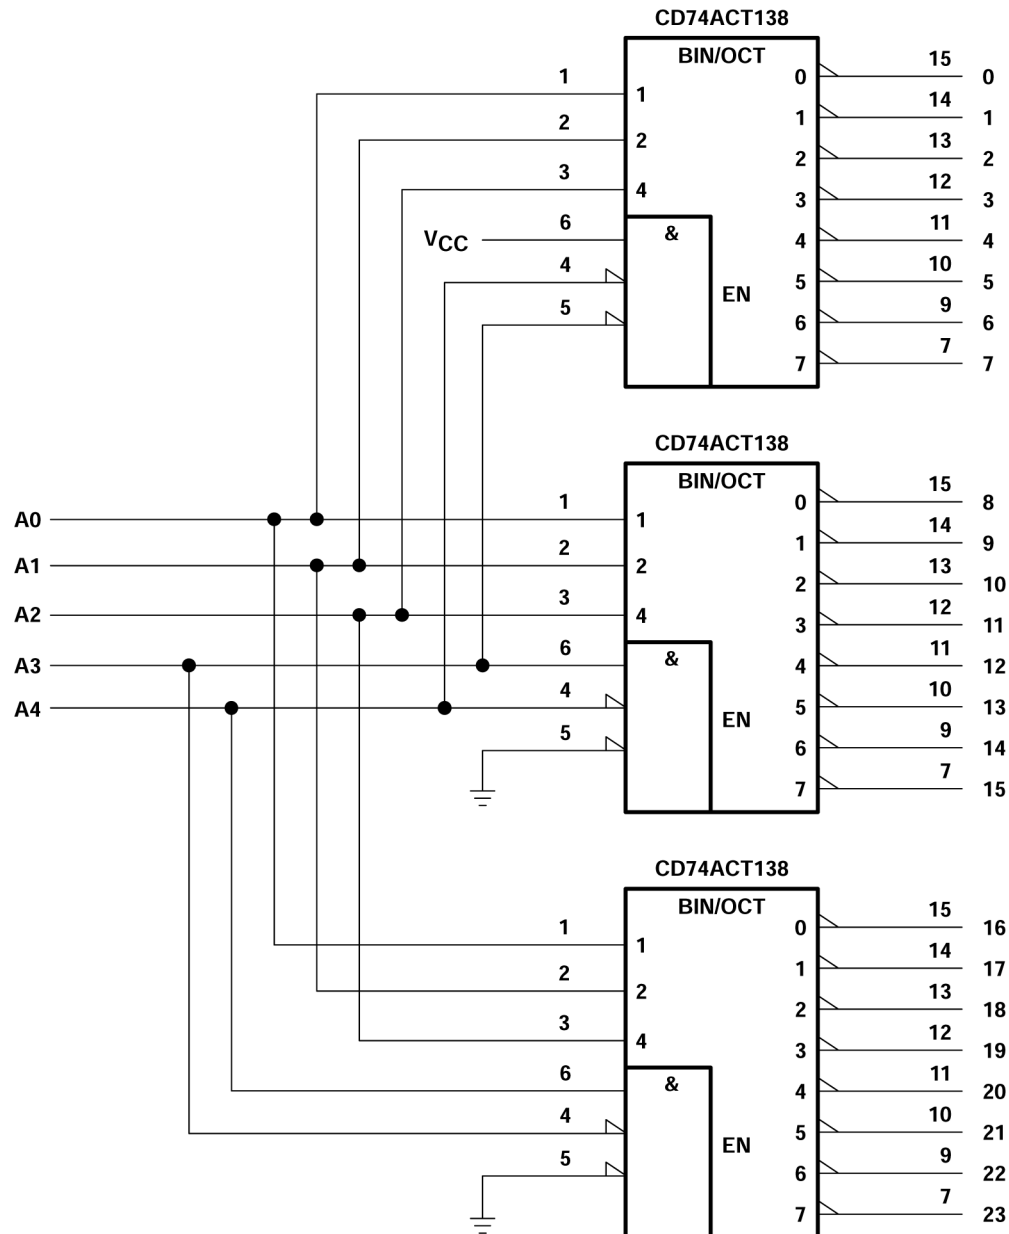 CD74ACT138
BIN/OCT
1 1 0 15 0
1 14 1
2 2 2 13 2
3 12 3
3 4 4 11 4
VCC 6 & 5 10 5
4 EN 6 9 6
5 7 7 7
CD74ACT138
BIN/OCT
0 15 8
A0 1 1 1 14 9
A1 2 2 2 13 10
A2 3 4 3 12 11
A3 6 & 4 11 12
A4 4 EN 5 10 13
5 6 9 14
7 7 15
CD74ACT138
BIN/OCT
0 15 16
1 1 1 14 17
2 2 2 13 18
3 4 3 12 19
6 & 4 11 20
4 EN 5 10 21
5 6 9 22
7 7 23